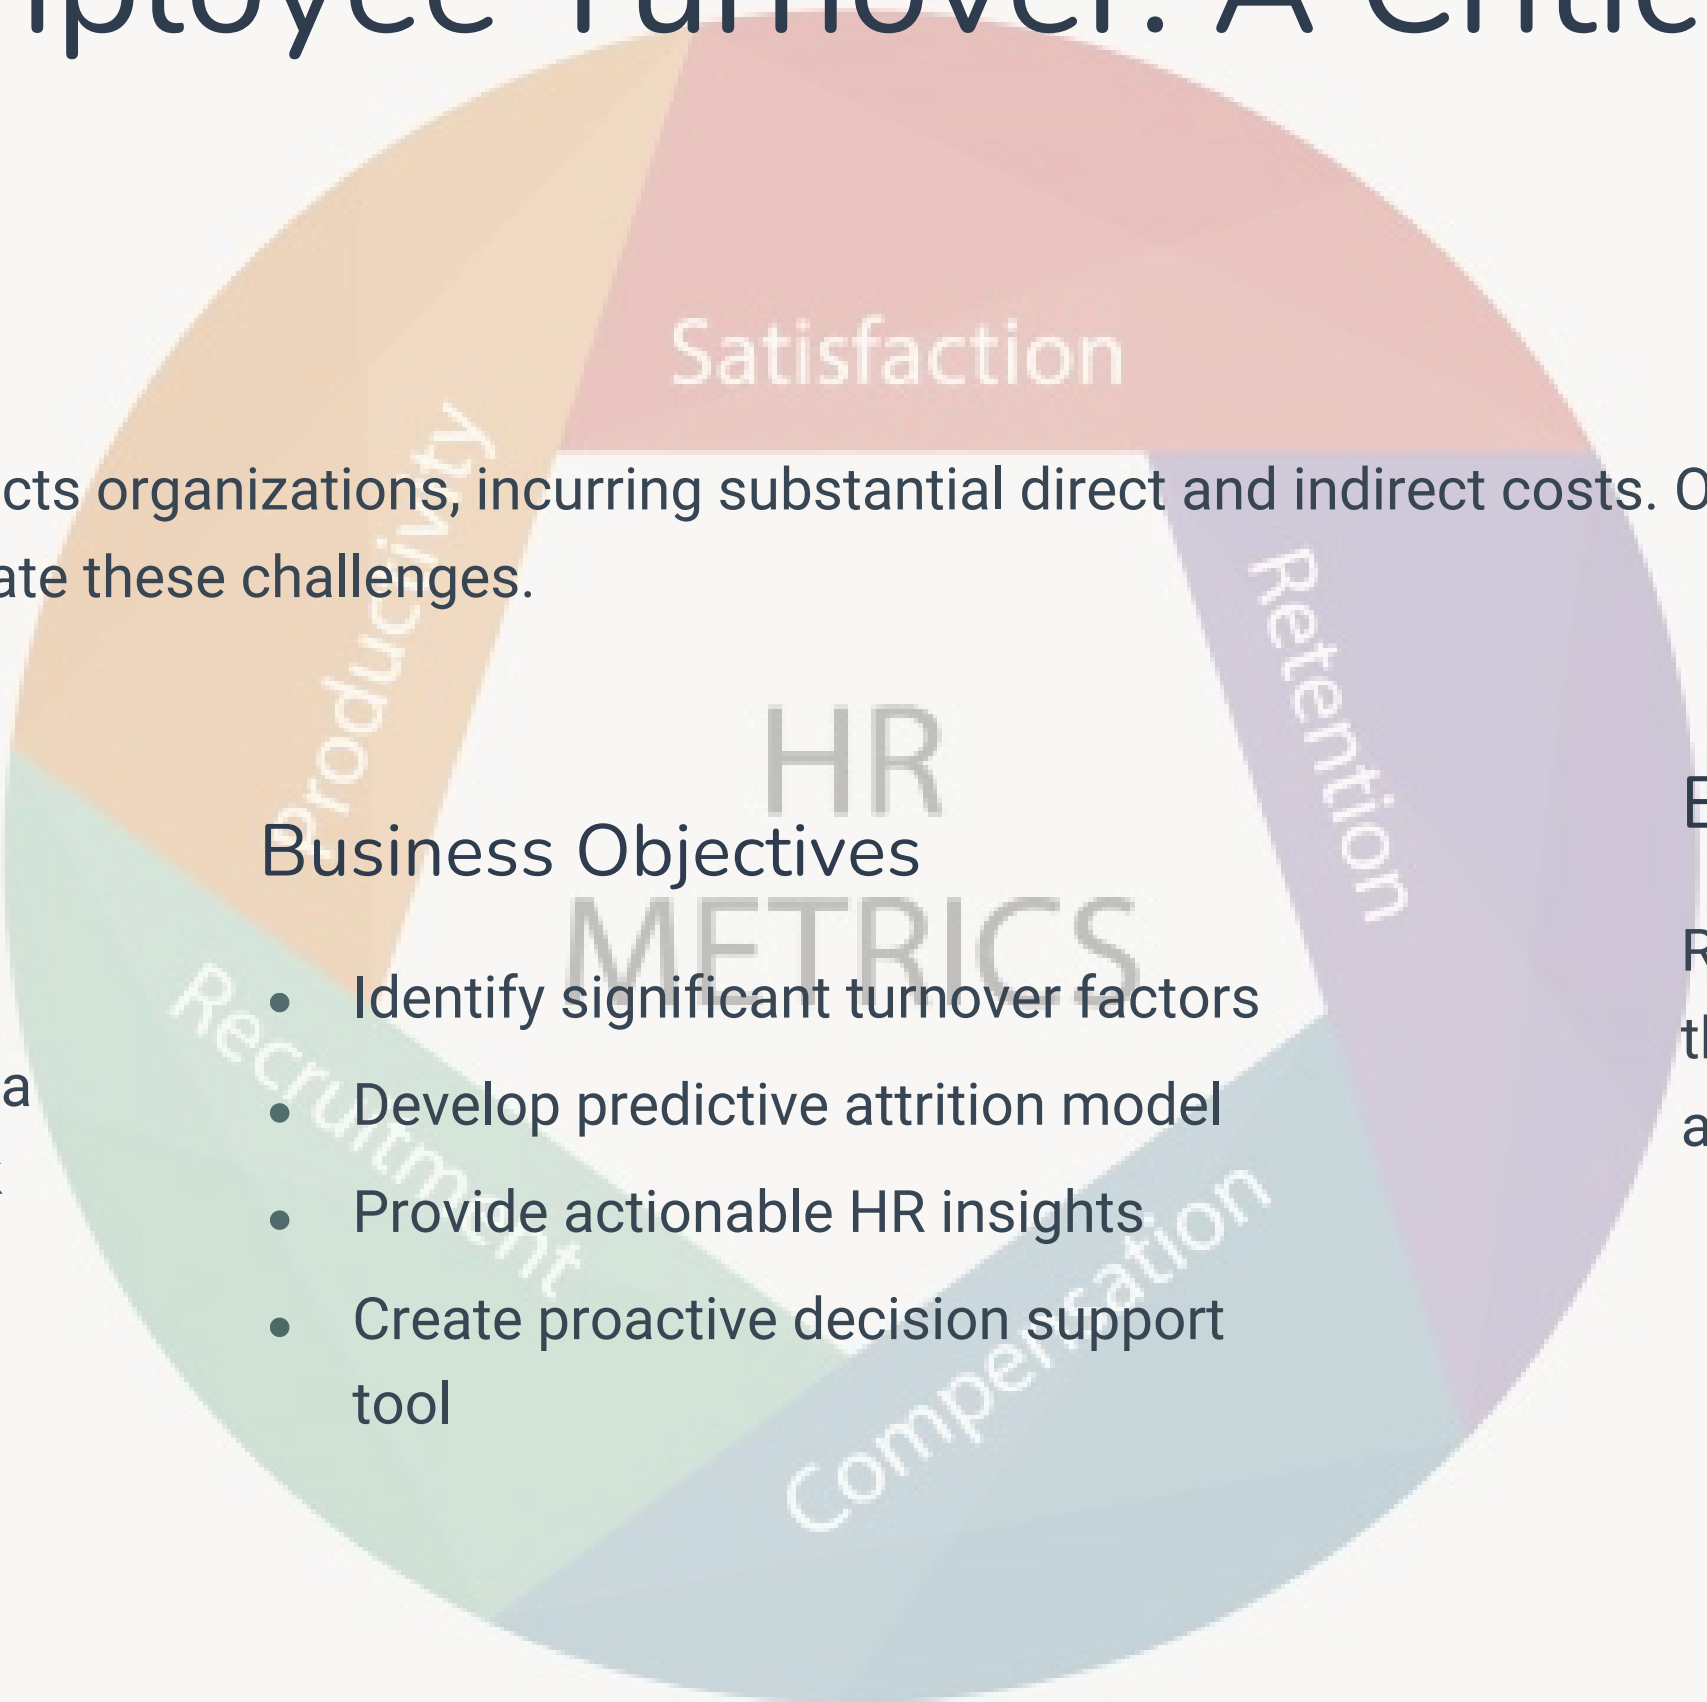 Employee Turnover: A Critic
Satisfaction
Productivity
cts organizations, incurring substantial direct and indirect costs. O
ate these challenges.
Retention
HR
METRICS
Business Objectives
Identify significant turnover factors
Develop predictive attrition model
Provide actionable HR insights
Create proactive decision support
tool
Recruitment
Compensation
a
R
th
a